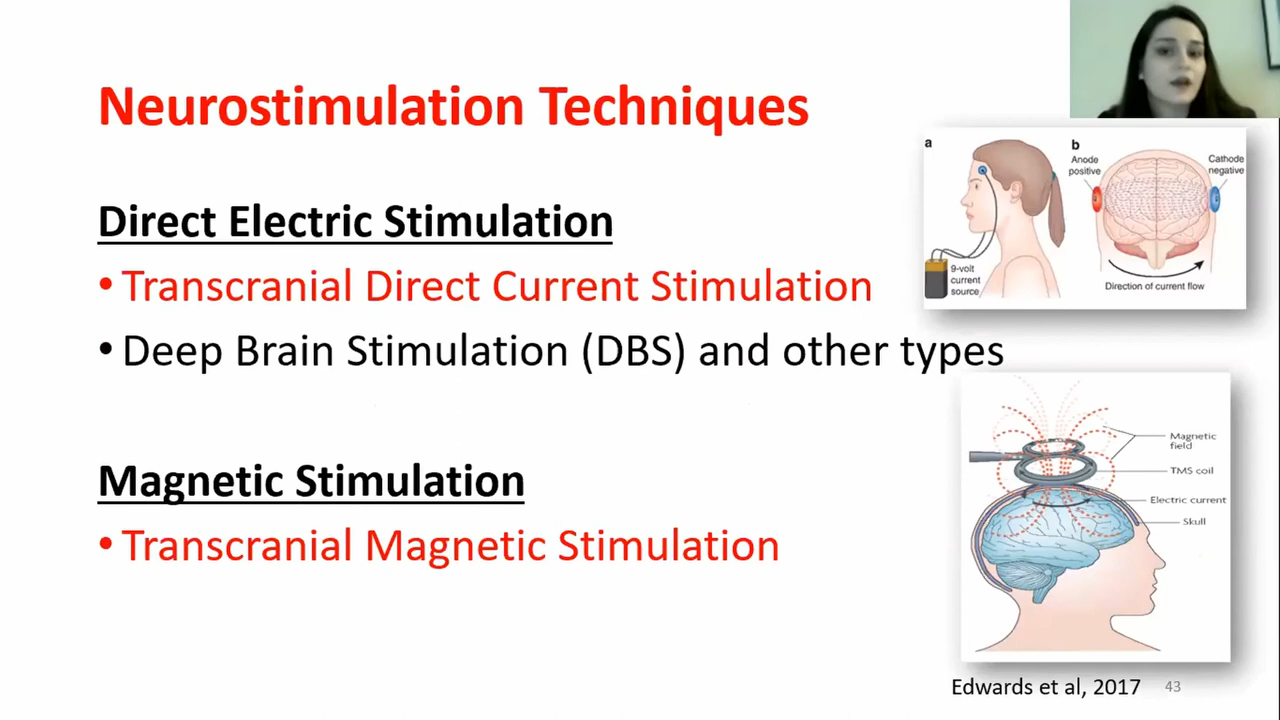 Neurostimulation Techniques
Direct Electric Stimulation
• Transcranial Direct Current Stimulation
• Deep Brain Stimulation (DBS) and other types
Magnetic Stimulation
• Transcranial Magnetic Stimulation
a
9-volt
current
source
b
Anode
positive
Cathode
negative
Direction of current flow
Magnetic
field
TMS coil
Electric current
Skull
Edwards et al, 2017
43